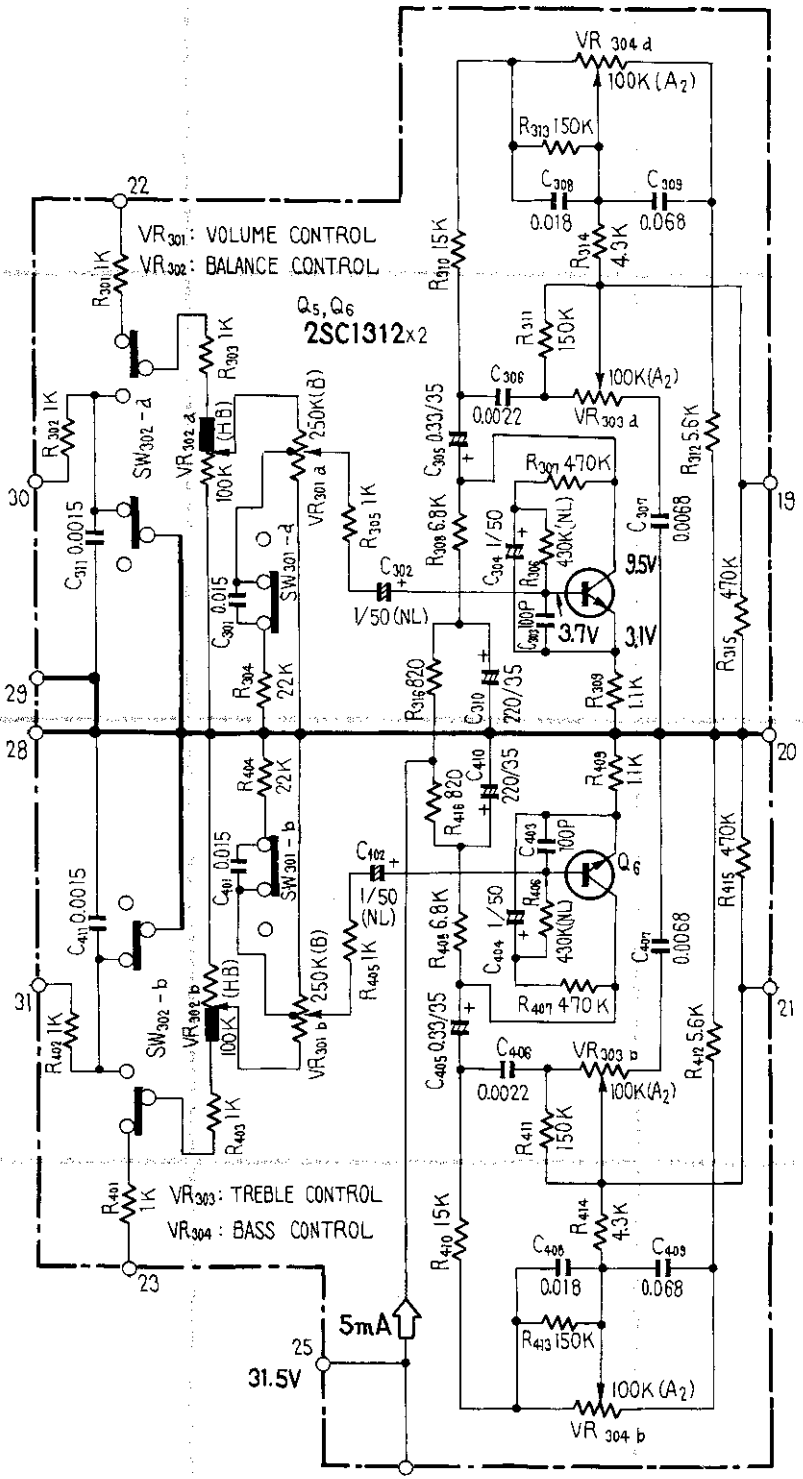 VR 304 a
100K (A2)
R313 150K
C308
0.018
C309
0.068
22
VR301: VOLUME CONTROL
VR302: BALANCE CONTROL
R301 1K
R310 15K
R314
4.3K
Q5, Q6
2SC1312×2
R303 1K
R311
150K
C306
0.0022
100K(A2)
VR303 a
R302 1K
SW302-a
VR302 a
100K (HB)
250K(B)
VR301 a
C305 0.33/35
+
R307 470K
R312 5.6K
30
R305 1K
R308 6.8K
C304 1/50
+
R306
430K(NL)
C307
0.0068
19
C311 0.0015
C301
0.015
SW301-a
C302
+
1/50 (NL)
9.5V
C303
100P
3.7V
3.1V
470K
R315
29
R304
22K
R316 820
+
C310
220/35
R309
1.1K
28
20
R404
22K
R416 820
C410
220/35
+
R409
1.1K
C411 0.0015
C401 0.015
SW301-b
C102
+
1/50
(NL)
C403
100P
Q6
470K
R415
R408 6.8K
C404 1/50
+
R406
430K(NL)
C407
0.0068
31
R402 1K
SW302-b
VR302 b
100K (HB)
250K(B)
VR301 b
R405 1K
R407 470K
21
C405 0.33/35
+
R412 5.6K
C406
0.0022
VR303 b
100K(A2)
R403
1K
R411
150K
R401
1K
VR303: TREBLE CONTROL
VR304: BASS CONTROL
R410 15K
R414
4.3K
23
C408
0.018
C409
0.068
5mA
R413 150K
25
31.5V
100K (A2)
VR 304 b